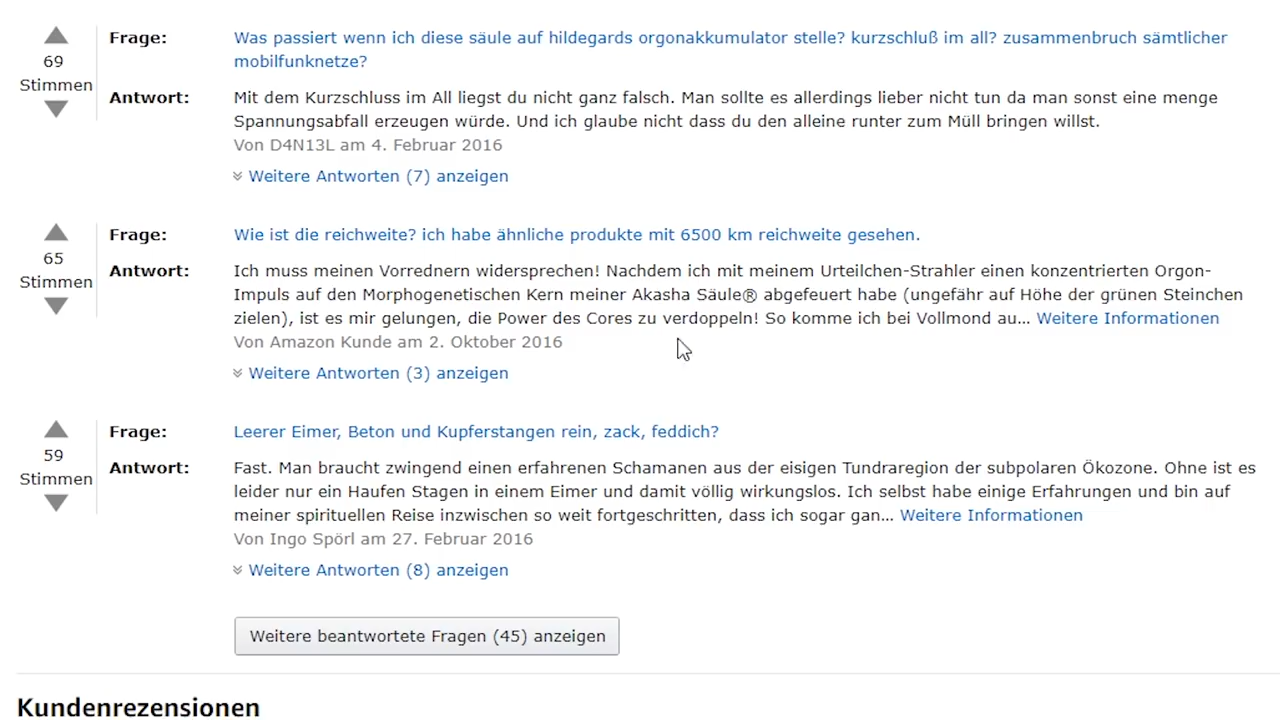 69
Stimmen
Frage:
Was passiert wenn ich diese säule auf hildegards orgonakkumulator stelle? kurzschluß im all? zusammenbruch sämtlicher
mobilfunknetze?
Antwort:
Mit dem Kurzschluss im All liegst du nicht ganz falsch. Man sollte es allerdings lieber nicht tun da man sonst eine menge
Spannungsabfall erzeugen würde. Und ich glaube nicht dass du den alleine runter zum Müll bringen willst.
Von D4N13L am 4. Februar 2016
Weitere Antworten (7) anzeigen
65
Stimmen
Frage:
Wie ist die reichweite? ich habe ähnliche produkte mit 6500 km reichweite gesehen.
Antwort:
Ich muss meinen Vorrednern widersprechen! Nachdem ich mit meinem Urteilchen-Strahler einen konzentrierten Orgon-
Impuls auf den Morphogenetischen Kern meiner Akasha Säule® abgefeuert habe (ungefähr auf Höhe der grünen Steinchen
zielen), ist es mir gelungen, die Power des Cores zu verdoppeln! So komme ich bei Vollmond au... Weitere Informationen
Von Amazon Kunde am 2. Oktober 2016
Weitere Antworten (3) anzeigen
59
Stimmen
Frage:
Leerer Eimer, Beton und Kupferstangen rein, zack, feddich?
Antwort:
Fast. Man braucht zwingend einen erfahrenen Schamanen aus der eisigen Tundraregion der subpolaren Ökozone. Ohne ist es
leider nur ein Haufen Stagen in einem Eimer und damit völlig wirkungslos. Ich selbst habe einige Erfahrungen und bin auf
meiner spirituellen Reise inzwischen so weit fortgeschritten, dass ich sogar gan... Weitere Informationen
Von Ingo Spörl am 27. Februar 2016
Weitere Antworten (8) anzeigen
Weitere beantwortete Fragen (45) anzeigen
Kundenrezensionen